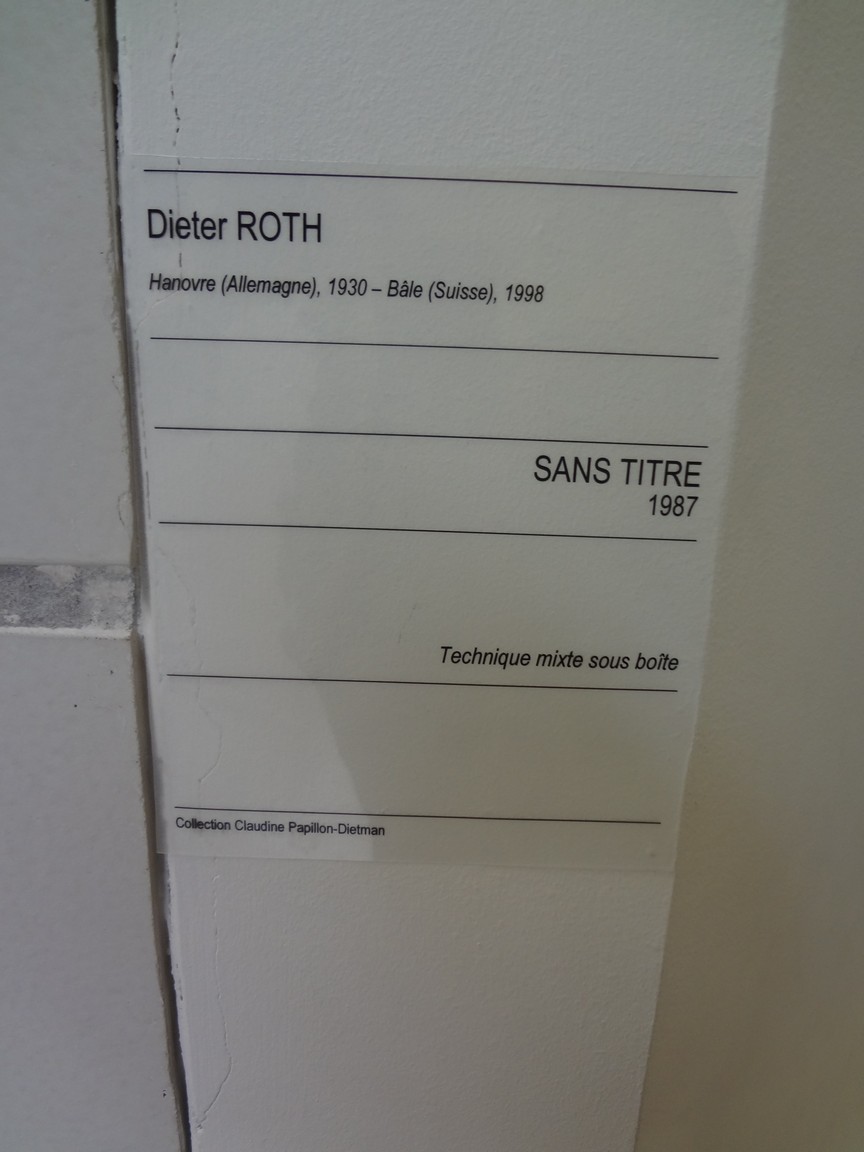 Dieter ROTH
Hanovre (Allemagne), 1930 – Bâle (Suisse), 1998
SANS TITRE
1987
Technique mixte sous boîte
Collection Claudine Papillon-Dietman